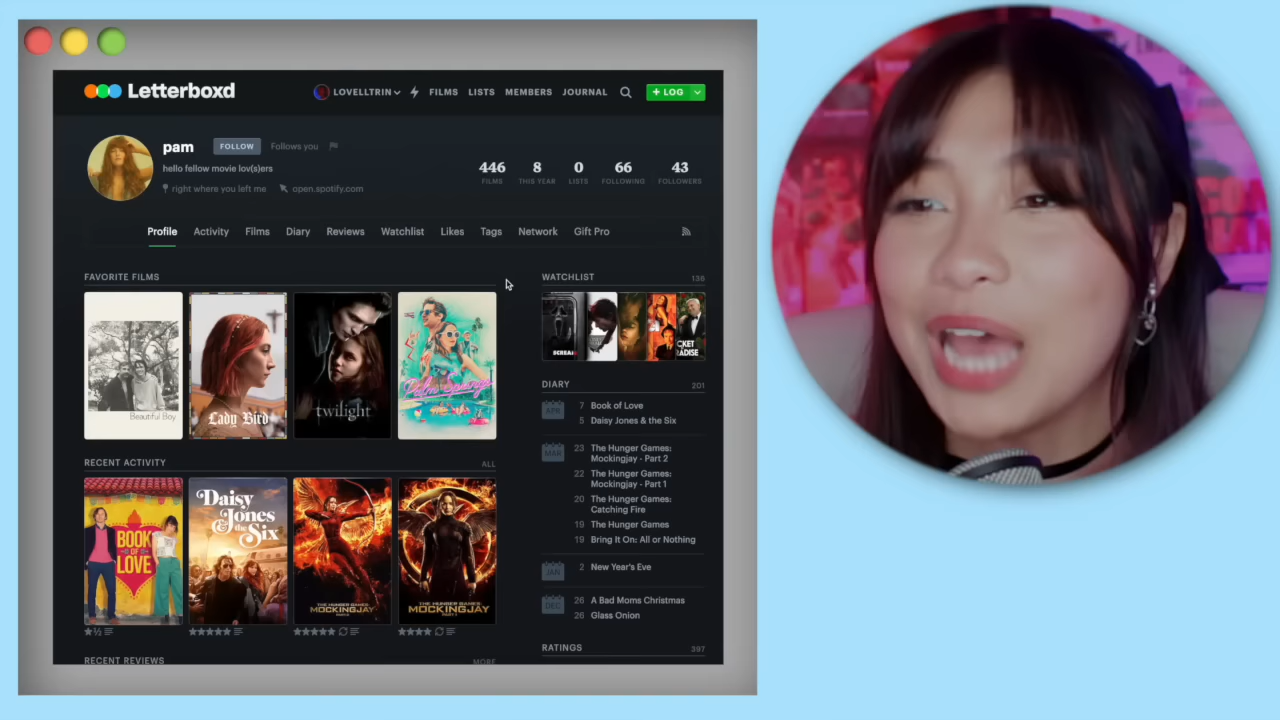 Letterboxd
LOVELLTRIN FILMS LISTS MEMBERS JOURNAL + LOG
pam FOLLOW Follows you
hello fellow movie lov(s)ers
right where you left me open.spotify.com
446 8 0 66 43
FILMS THIS YEAR LISTS FOLLOWING FOLLOWERS
Profile Activity Films Diary Reviews Watchlist Likes Tags Network Gift Pro
FAVORITE FILMS
Beautiful Boy
Lady Bird
twilight
Palm Springs
RECENT ACTIVITY ALL
BOOK OF LOVE
Daisy Jones & the Six
THE HUNGER GAMES
MOCKINGJAY
THE HUNGER GAMES
MOCKINGJAY
RECENT REVIEWS MORE
WATCHLIST 136
SCREAM
DIARY 201
APR
7 Book of Love
5 Daisy Jones & the Six
MAR
23 The Hunger Games:
Mockingjay - Part 2
22 The Hunger Games:
Mockingjay - Part 1
20 The Hunger Games:
Catching Fire
19 The Hunger Games
19 Bring It On: All or Nothing
JAN
2 New Year's Eve
DEC
26 A Bad Moms Christmas
26 Glass Onion
RATINGS 397